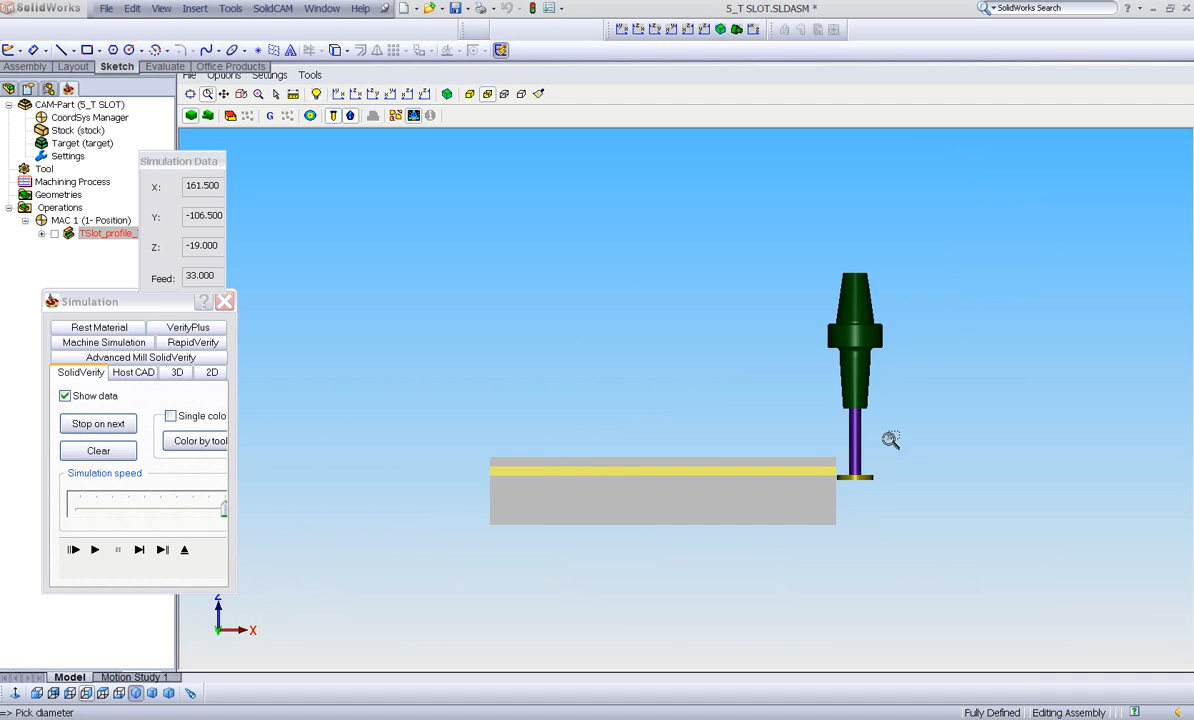 File Edit View Insert Tools SolidCAM Window Help
5_T SLOT.SLDASM *
SolidWorks Search
Assembly Layout Sketch Evaluate Office Products
File Options Settings Tools
G
CAM-Part (5_T SLOT)
CoordSys Manager
Stock (stock)
Target (target)
Settings
Tool
Machining Process
Geometries
Operations
MAC 1 (1- Position)
TSlot_profile_
Simulation Data
X: 161.500
Y: -106.500
Z: -19.000
Feed: 33.000
Simulation
Rest Material VerifyPlus
Machine Simulation RapidVerify
Advanced Mill SolidVerify
SolidVerify Host CAD 3D 2D
Show data
Stop on next
Single colo
Clear
Color by tool
Simulation speed
Z
Y
X
Model Motion Study 1
=> Pick diameter
Fully Defined Editing Assembly